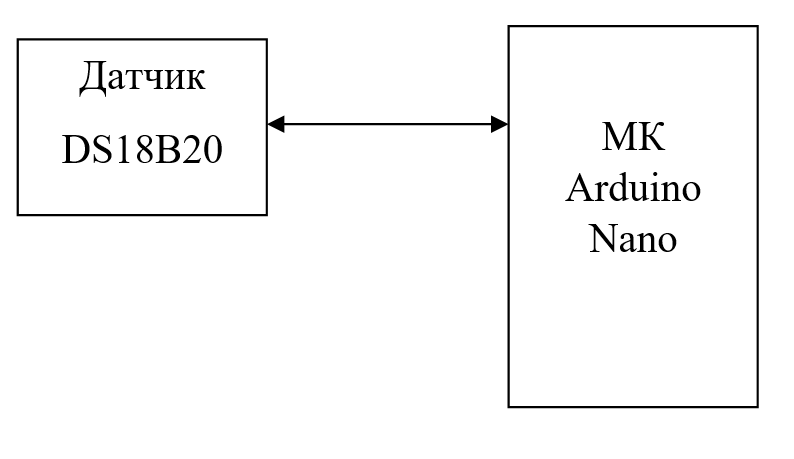 Датчик
DS18B20
МК
Arduino
Nano